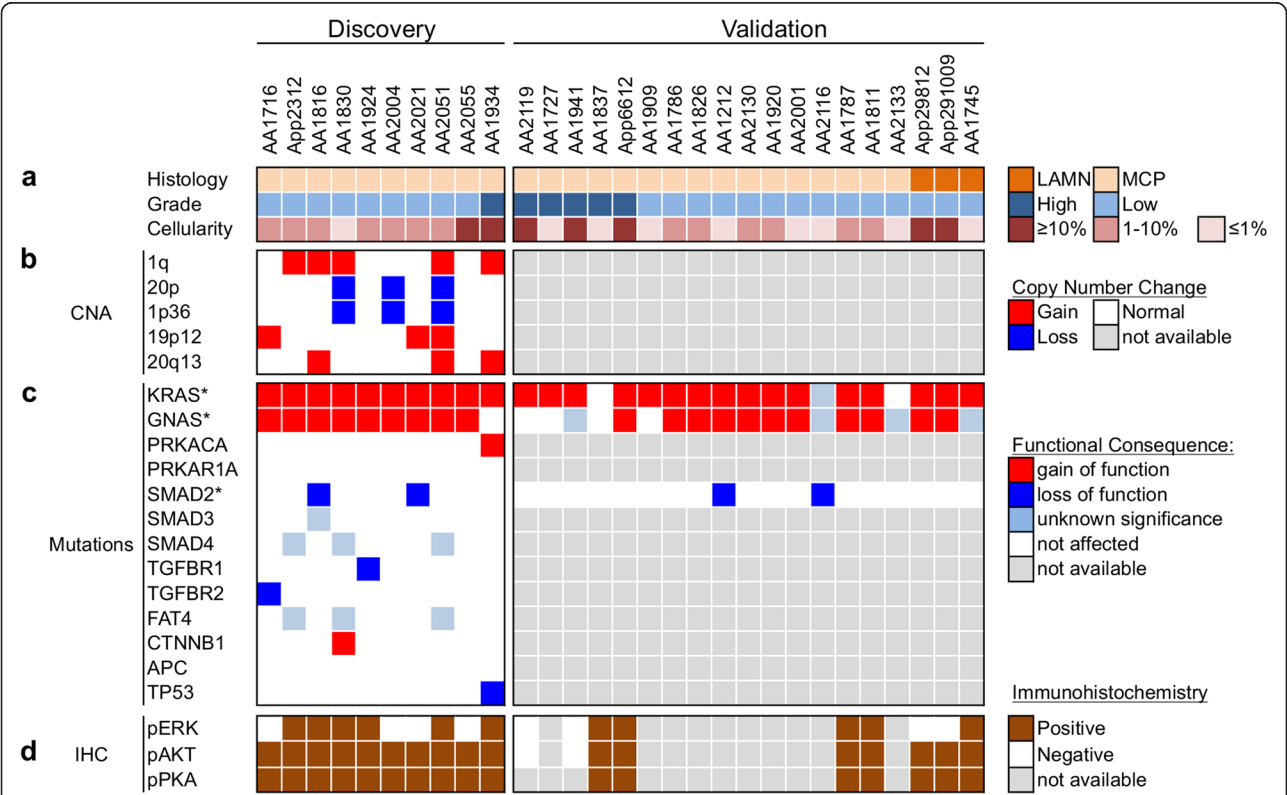 Discovery Validation
AA1716 App2312 AA1816 AA1830 AA1924 AA2004 AA2021 AA2051 AA2055 AA1934 AA2119 AA1727 AA1941 AA1837 App6612 AA1909 AA1786 AA1826 AA1212 AA2130 AA1920 AA2001 AA2116 AA1787 AA1811 AA2133 App29812 App291009 AA1745
a Histology LAMN MCP
Grade High Low
Cellularity ≥10% 1-10% ≤1%
b 1q
20p Copy Number Change
CNA 1p36 Gain Normal
19p12 Loss not available
20q13
c KRAS*
GNAS*
PRKACA Functional Consequence:
PRKAR1A gain of function
SMAD2* loss of function
SMAD3 unknown significance
Mutations SMAD4 not affected
TGFBR1 not available
TGFBR2
FAT4
CTNNB1
APC
TP53 Immunohistochemistry
pERK Positive
d IHC pAKT Negative
pPKA not available